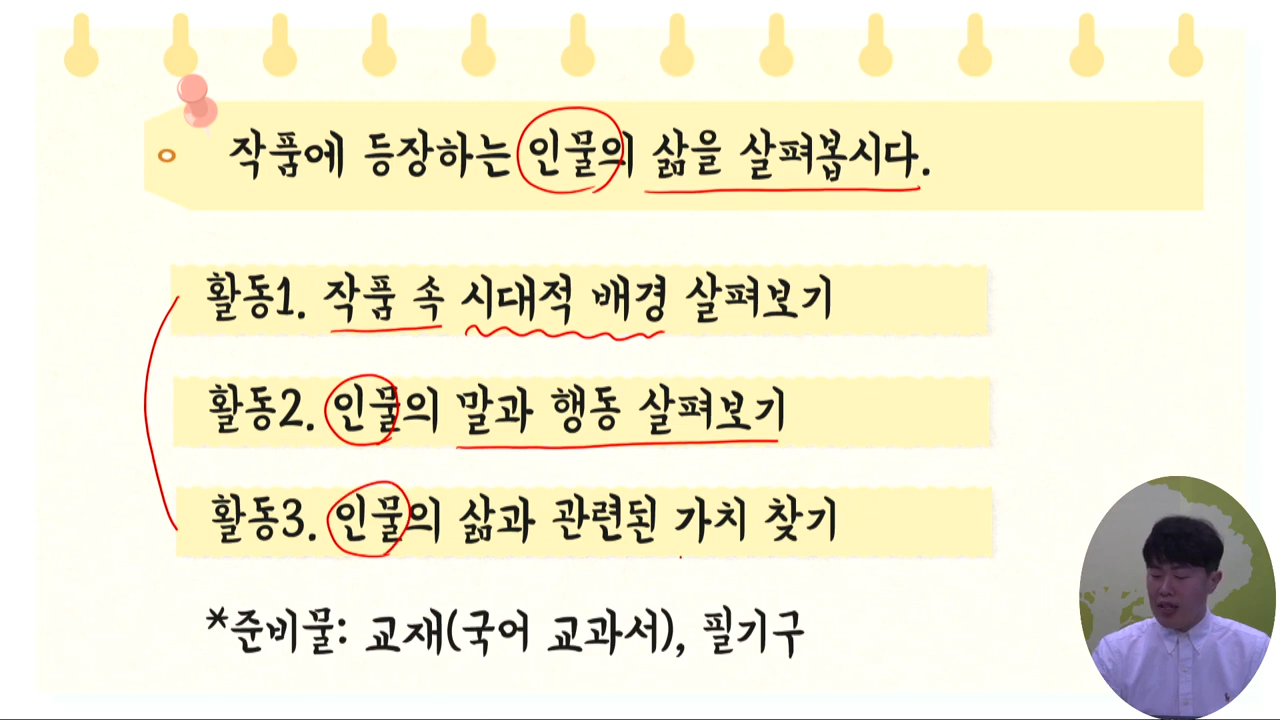 작품에 등장하는 인물의 삶을 살펴봅시다.
활동1. 작품 속 시대적 배경 살펴보기
활동2. 인물의 말과 행동 살펴보기
활동3. 인물의 삶과 관련된 가치 찾기
*준비물: 교재(국어 교과서), 필기구